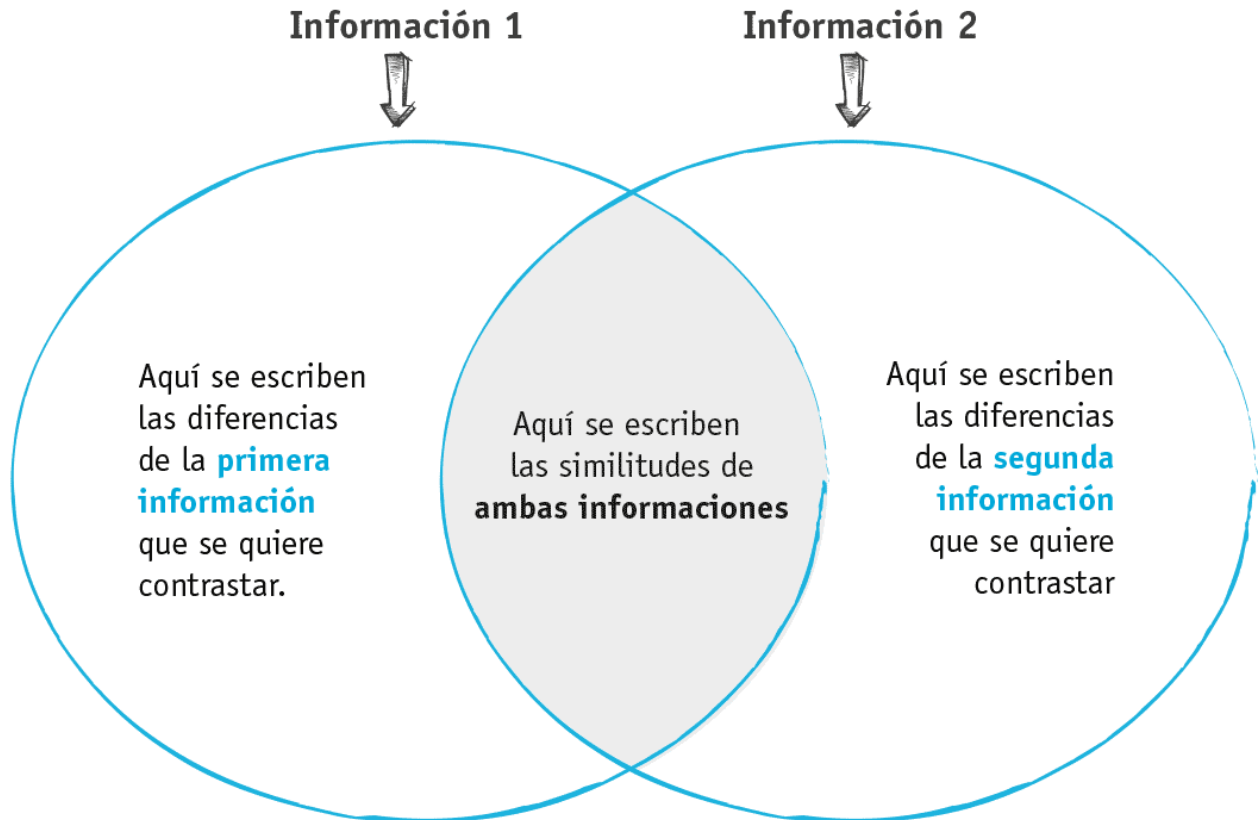 Información 1
Información 2
Aquí se escriben
las diferencias
de la primera
información
que se quiere
contrastar.
Aquí se escriben
las similitudes de
ambas informaciones
Aquí se escriben
las diferencias
de la segunda
información
que se quiere
contrastar